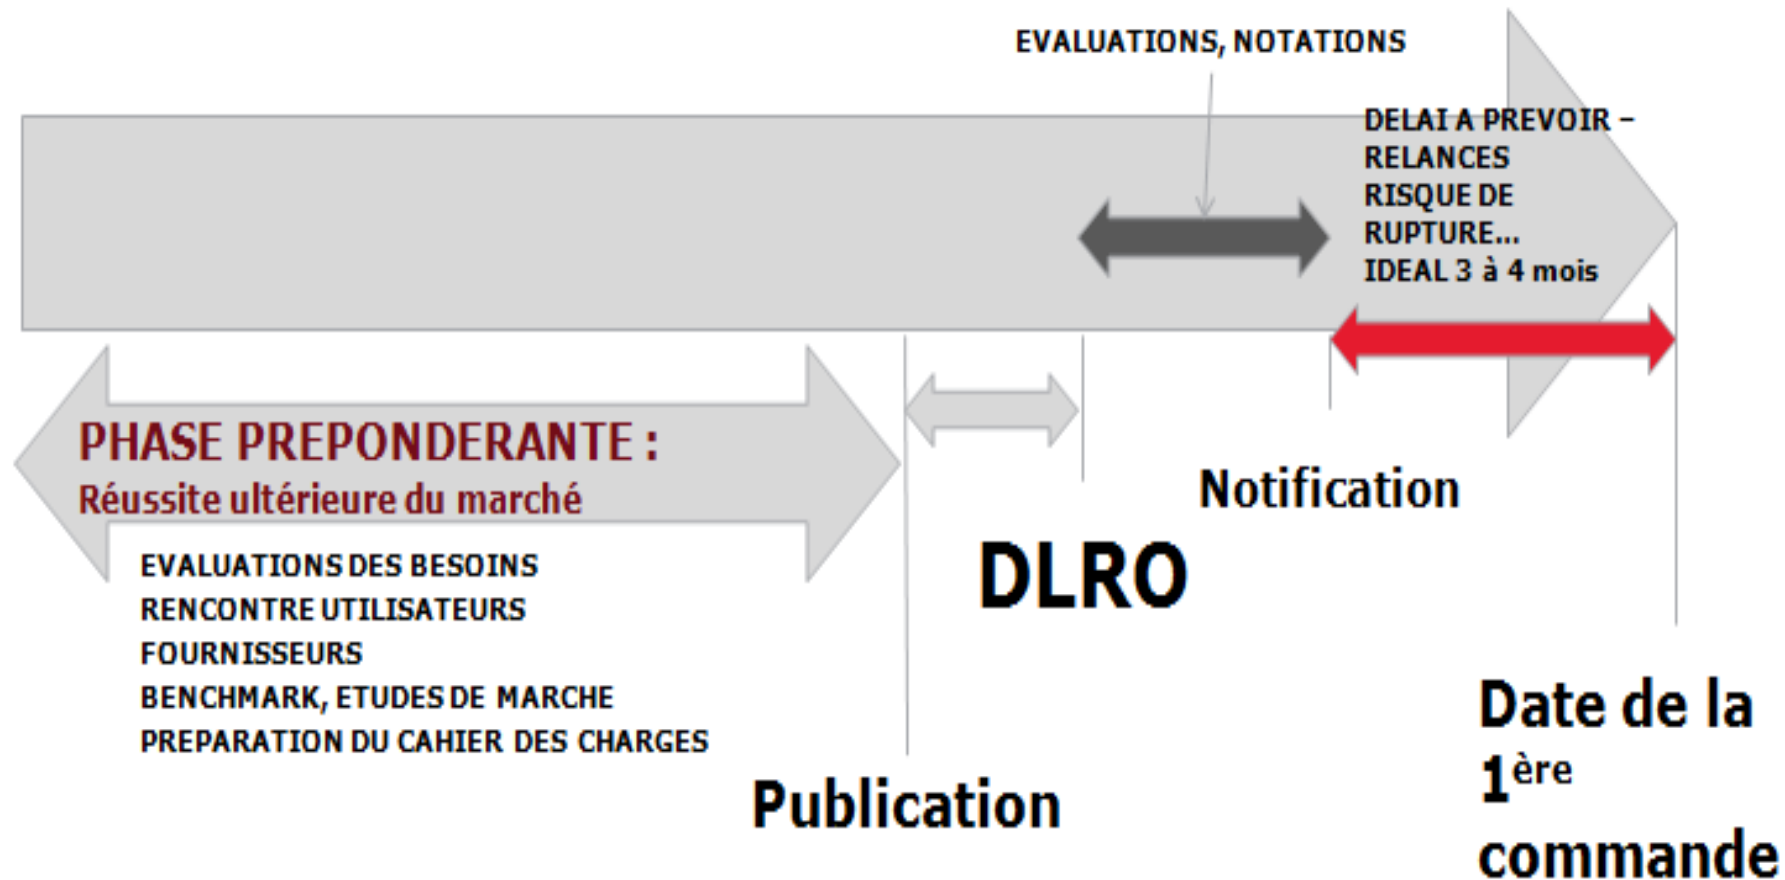 EVALUATIONS, NOTATIONS
DELAI A PREVOIR –
RELANCES
RISQUE DE
RUPTURE...
IDEAL 3 à 4 mois
PHASE PREPONDERANTE :
Réussite ultérieure du marché
EVALUATIONS DES BESOINS
RENCONTRE UTILISATEURS
FOURNISSEURS
BENCHMARK, ETUDES DE MARCHE
PREPARATION DU CAHIER DES CHARGES
Publication
DLRO
Notification
Date de la
1ère
commande